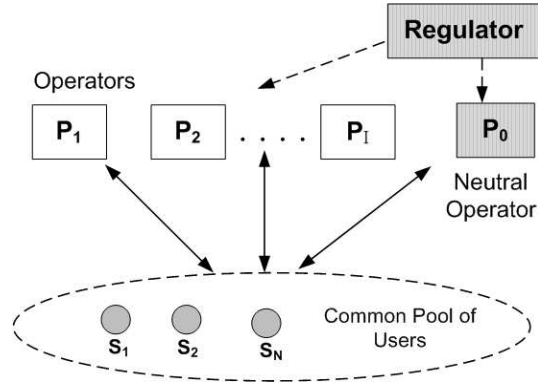 Regulator
Operators
P1
P2
. . . .
PI
P0
Neutral
Operator
Common Pool of
Users
S1
S2
SN